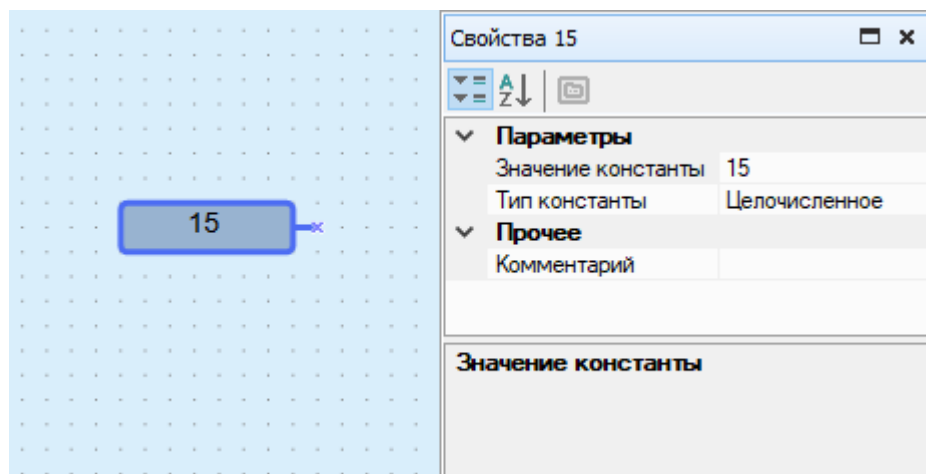 15
Свойства 15
A
Z
Параметры
Значение константы 15
Тип константы Целочисленное
Прочее
Комментарий
Значение константы